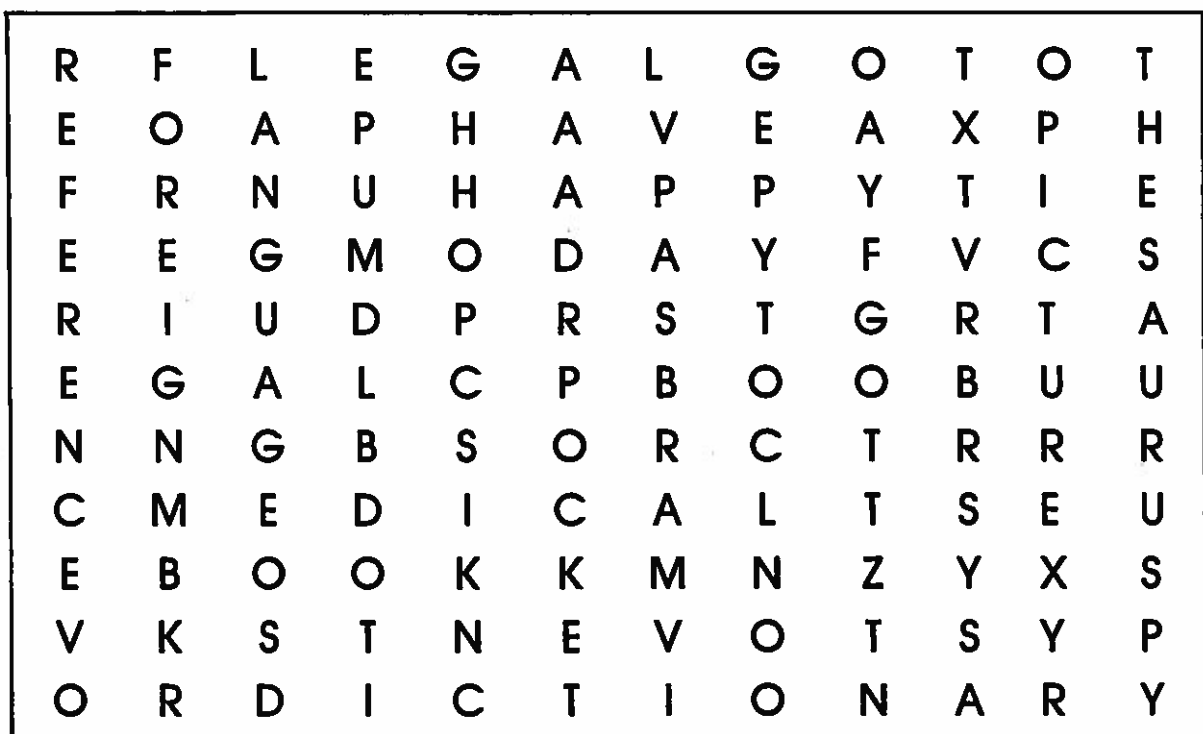 R F L E G A L G O T O T
E O A P H A V E A X P H
F R N U H A P P Y T I E
E E G M O D A Y F V C S
R I U D P R S T G R T A
E G A L C P B O O B U U
N N G B S O R C T R R R
C M E D I C A L T S E U
E B O O K K M N Z Y X S
V K S T N E V O T S Y P
O R D I C T I O N A R Y